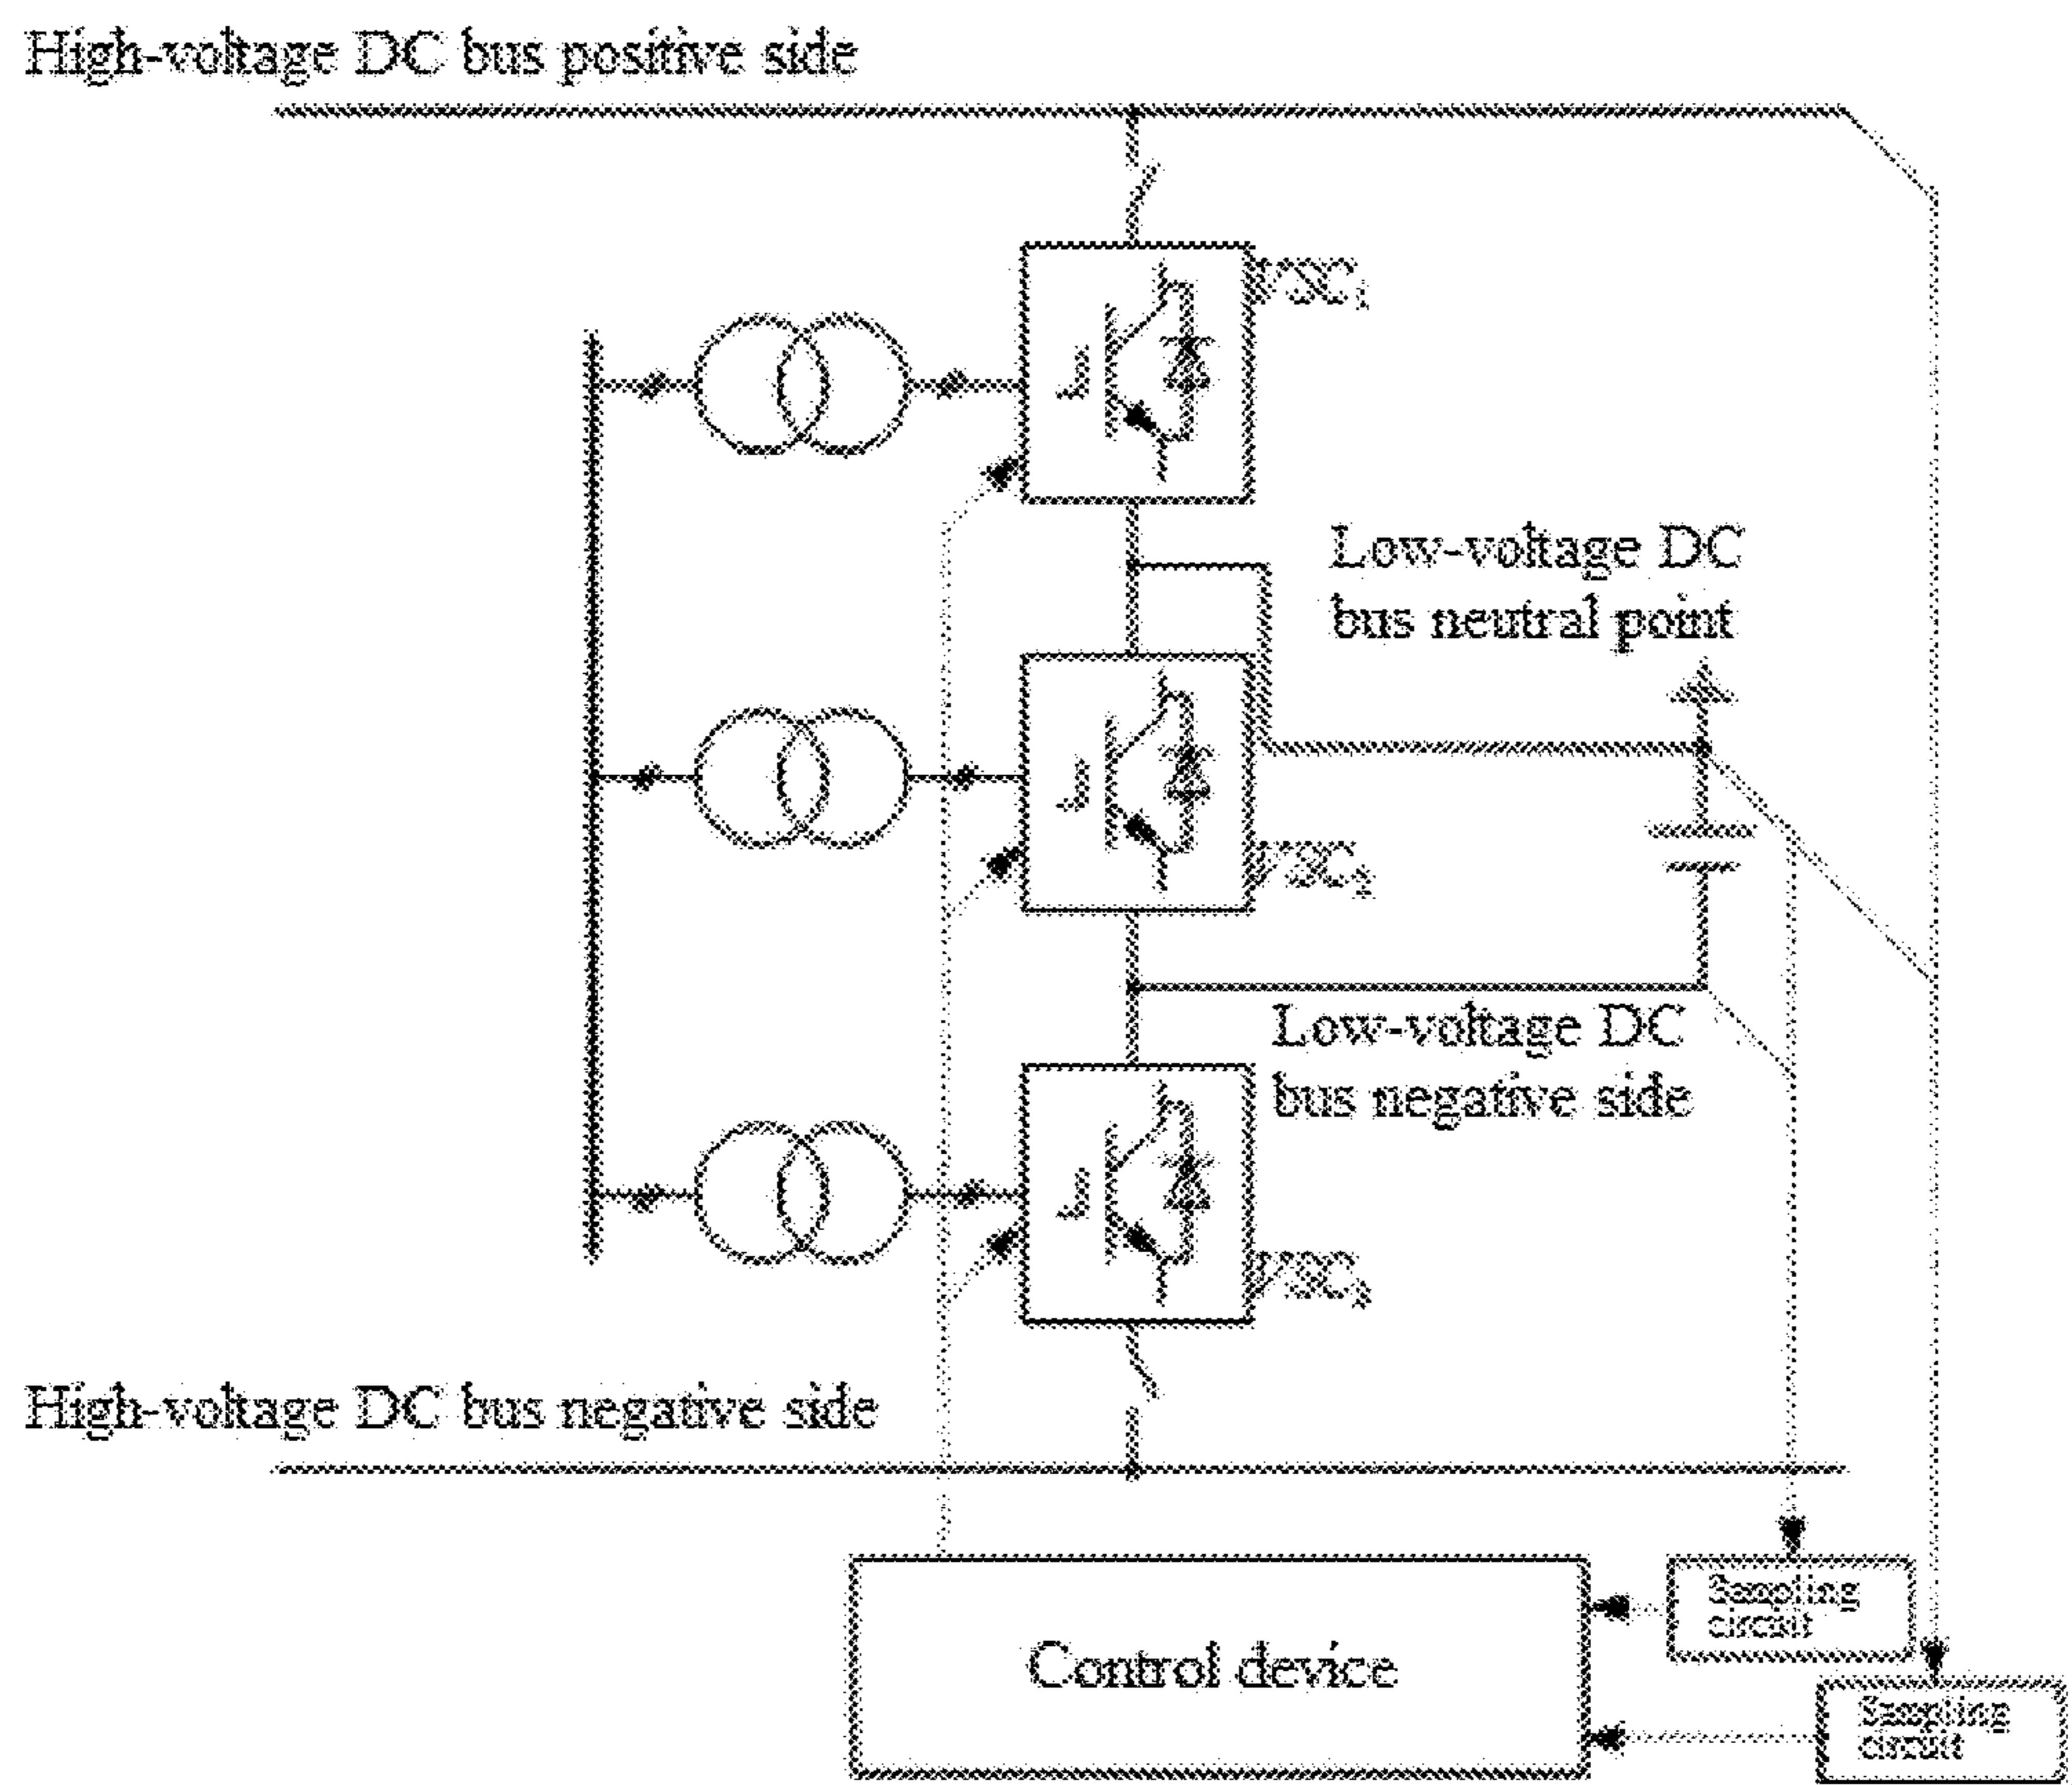 High-voltage DC bus positive side
VSC1
Low-voltage DC
bus neutral point
VSC2
Low-voltage DC
bus negative side
VSC3
High-voltage DC bus negative side
Sampling
circuit
Control device
Sampling
circuit